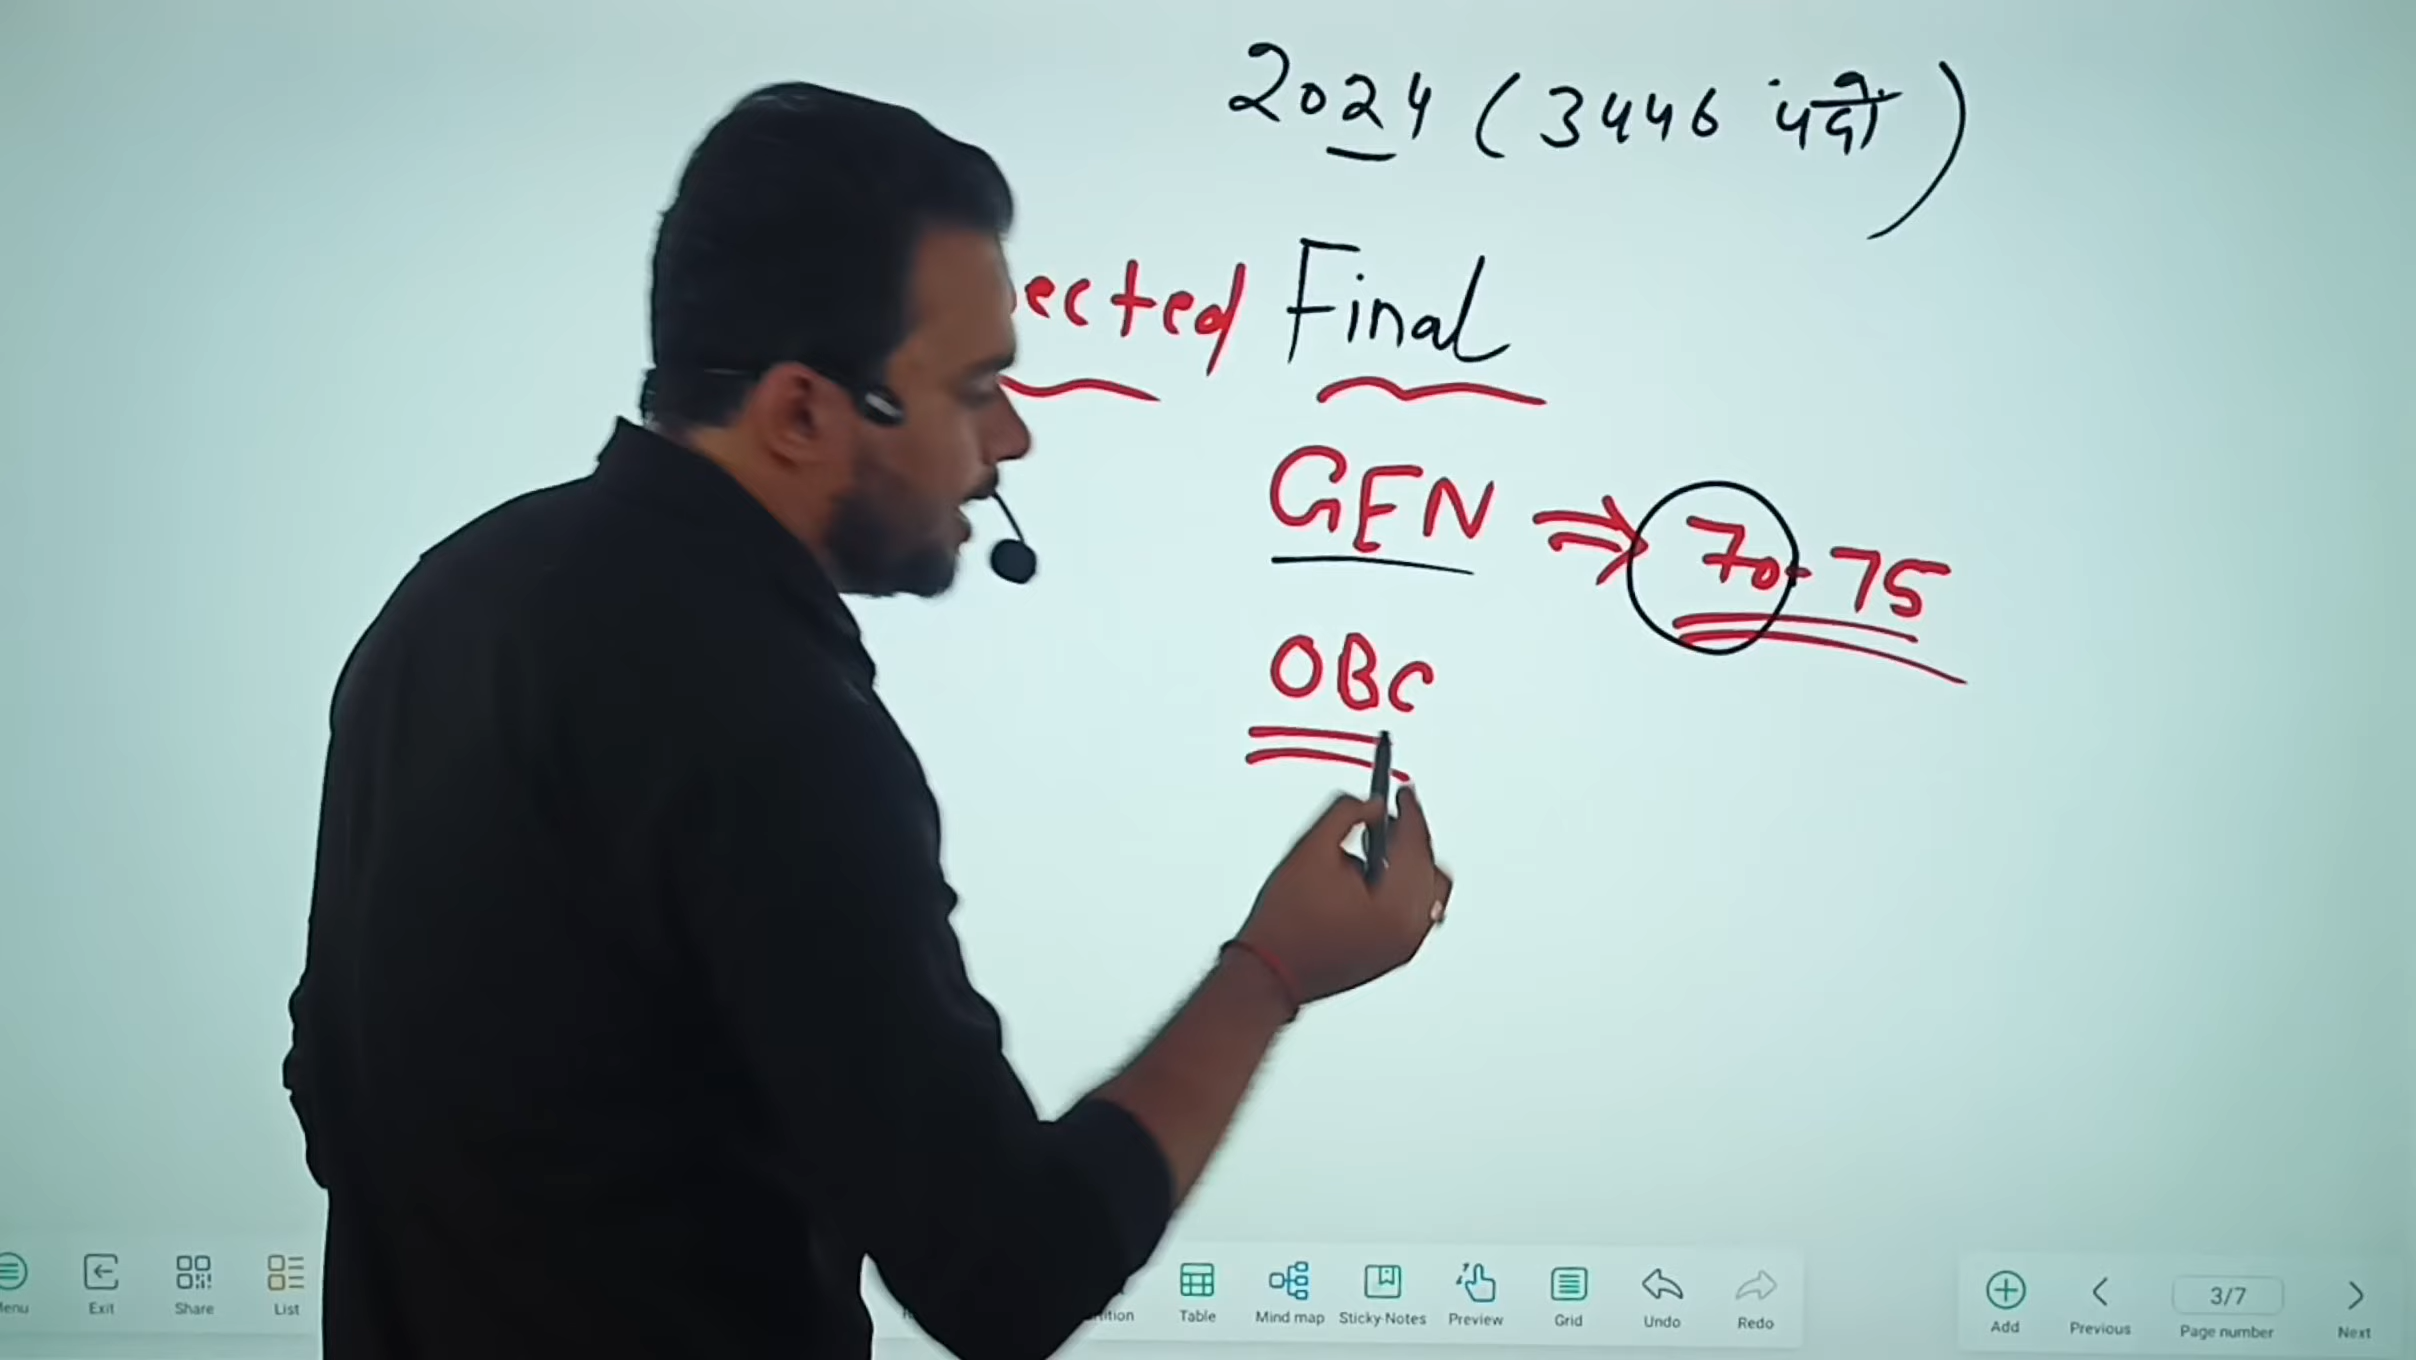 2024 (3446 पदों)
ected Final
GEN ⇒ 70-75
OBC
Exit Share List Table Mind map Sticky-Notes Preview Grid Undo Redo Add Previous 3/7 Page number Next